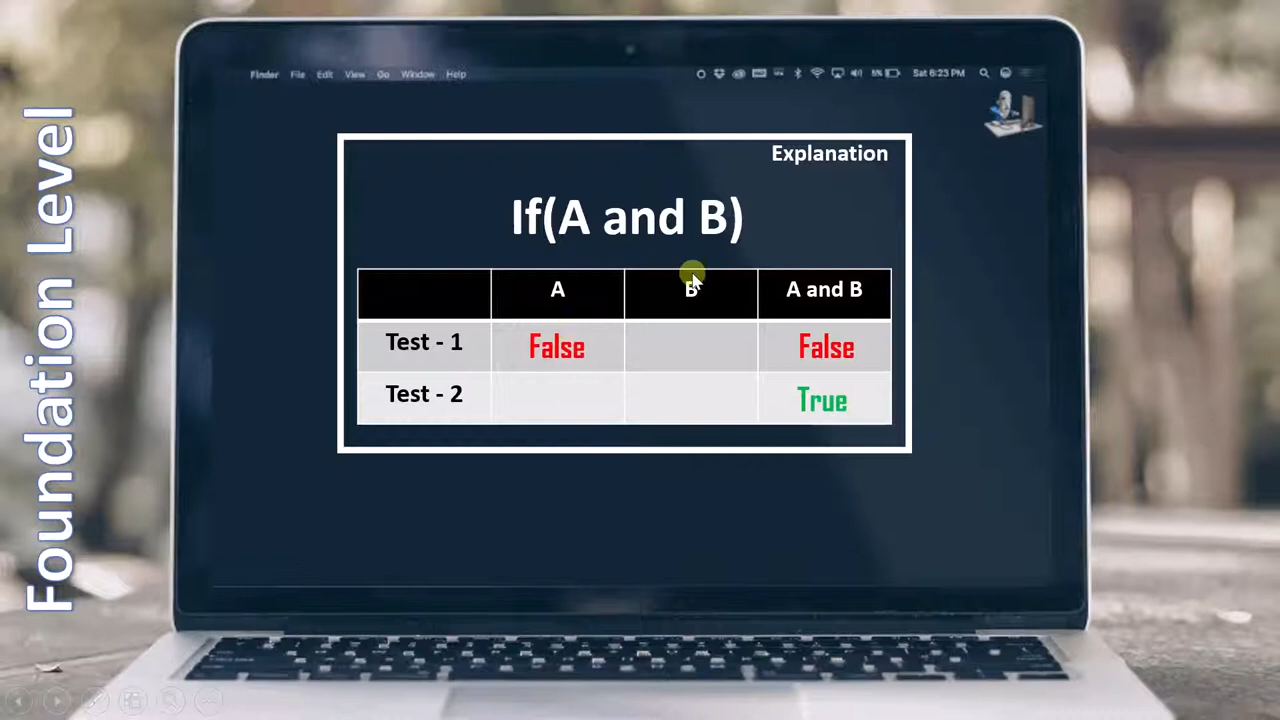 Foundation Level
Finder File Edit View Go Window Help
5% Sat 6:23 PM
Explanation
If(A and B)
A B A and B
Test - 1 False False
Test - 2 True